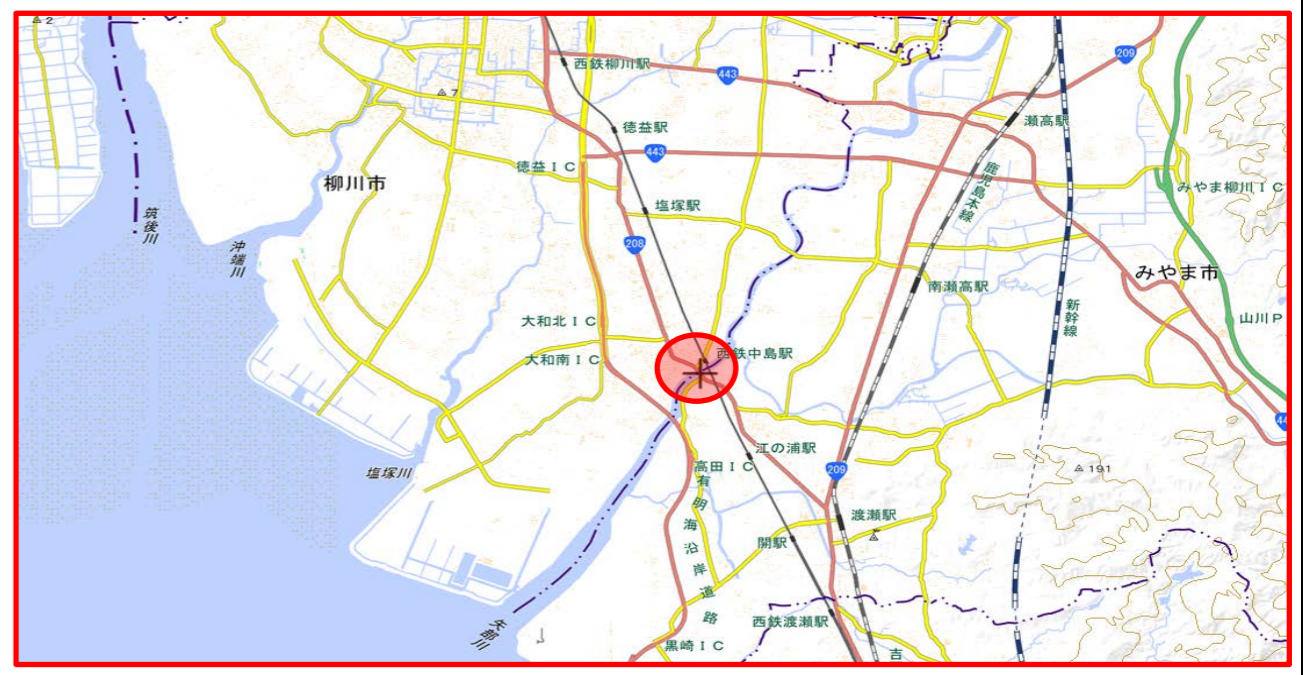 2
西鉄柳川駅
443
209
7
徳益駅
瀬高駅
443
徳益IC
柳川市
鹿児島本線
みやま柳川IC
塩塚駅
筑後川
沖端川
208
みやま市
南瀬高駅
新幹線
大和北IC
山川P
大和南IC
西鉄中島駅
44
江の浦駅
高田IC
209
191
塩塚川
有明海沿岸道路
渡瀬駅
開駅
西鉄渡瀬駅
矢部川
黒崎IC
吉